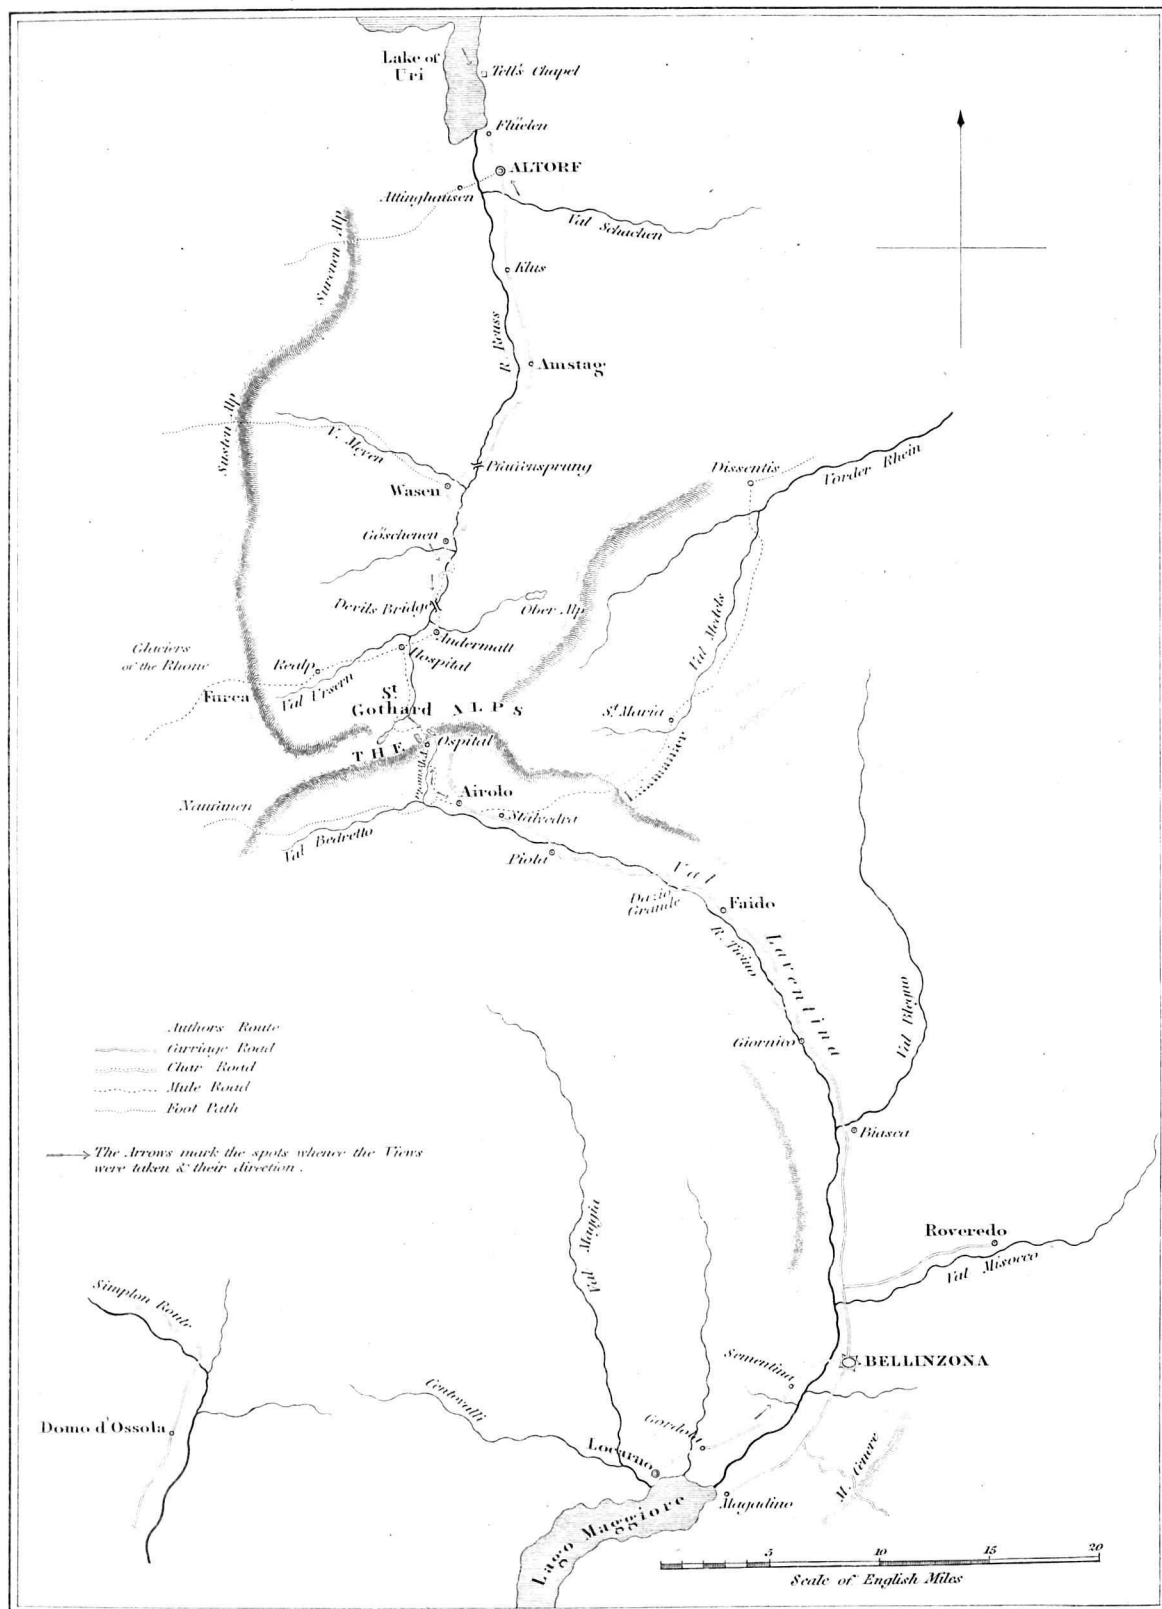 Lake of
Uri
Tell's Chapel
Flüelen
ALTORF
Attinghausen
Val Schachen
Surenen Alp
Klus
R. Reuss
Amstag
Susten Alp
V. Meyen
Pfaffensprung
Wasen
Dissentis
Vorder Rhein
Göschenen
Devils Bridge
Ober Alp
Val Medels
Andermatt
Hospital
Glaciers
of the Rhone
Realp
Furca
Val Ursern
St
Gothard
THE ALPS
St Maria
Ospital
Val Tremola
Airolo
Stalvedra
Val Bedretto
Piota
Dazio
Grande
Faido
Val Laventina
R. Ticino
Val Blegno
Giornico
Authors Route
Carriage Road
Char Road
Mule Road
Foot Path
The Arrows mark the spots whence the Views
were taken & their direction.
Biasca
Val Maggia
Roveredo
Val Misocco
Simplon Route
BELLINZONA
Sementina
Centovalli
Gordola
Domo d'Ossola
Locarno
M. Cenere
Magadino
Lago Maggiore
5 10 15 20
Scale of English Miles